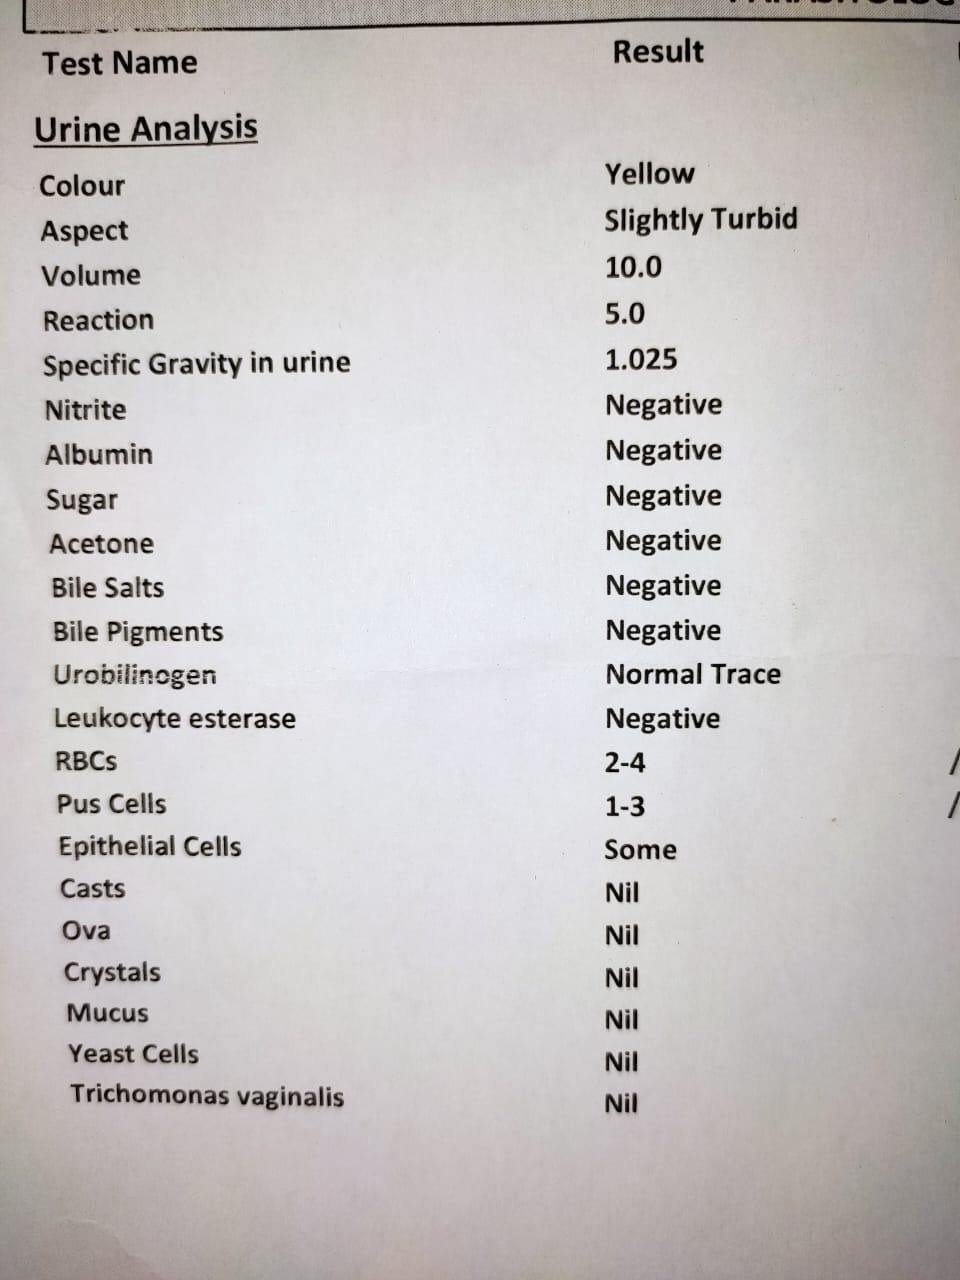 Test Name Result
Urine Analysis
Colour Yellow
Aspect Slightly Turbid
Volume 10.0
Reaction 5.0
Specific Gravity in urine 1.025
Nitrite Negative
Albumin Negative
Sugar Negative
Acetone Negative
Bile Salts Negative
Bile Pigments Negative
Urobilinogen Normal Trace
Leukocyte esterase Negative
RBCs 2-4 /
Pus Cells 1-3 /
Epithelial Cells Some
Casts Nil
Ova Nil
Crystals Nil
Mucus Nil
Yeast Cells Nil
Trichomonas vaginalis Nil